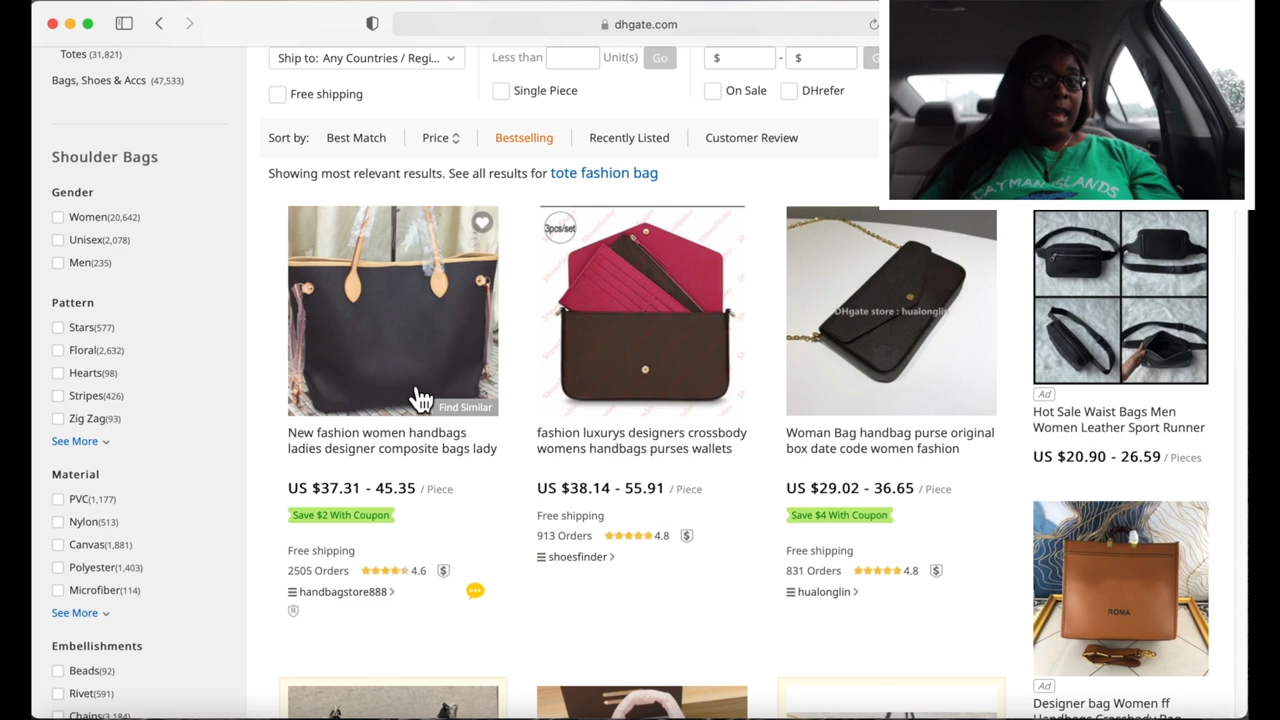 dhgate.com
Totes (31,821)
Bags, Shoes & Accs (47,533)
Shoulder Bags
Gender
Women(20,642)
Unisex(2,078)
Men(235)
Pattern
Stars(577)
Floral(2,632)
Hearts(98)
Stripes(426)
Zig Zag(93)
See More
Material
PVC(1,177)
Nylon(513)
Canvas(1,881)
Polyester(1,403)
Microfiber(114)
See More
Embellishments
Beads(92)
Rivet(591)
Chains(3,184)
Ship to: Any Countries / Regi...
Less than Unit(s) Go
$ - $ G
Free shipping
Single Piece
On Sale
DHrefer
Sort by: Best Match Price Bestselling Recently Listed Customer Review
Showing most relevant results. See all results for tote fashion bag
Find Similar
New fashion women handbags
ladies designer composite bags lady
US $37.31 - 45.35 / Piece
Save $2 With Coupon
Free shipping
2505 Orders 4.6
handbagstore888
3pcs/set
fashion luxurys designers crossbody
womens handbags purses wallets
US $38.14 - 55.91 / Piece
Free shipping
913 Orders 4.8
shoesfinder
DHgate store : hualonglin
Woman Bag handbag purse original
box date code women fashion
US $29.02 - 36.65 / Piece
Save $4 With Coupon
Free shipping
831 Orders 4.8
hualonglin
CAYMAN ISLANDS
Ad
Hot Sale Waist Bags Men
Women Leather Sport Runner
US $20.90 - 26.59 / Pieces
ROMA
Ad
Designer bag Women ff
Handbags Crossbody Bag